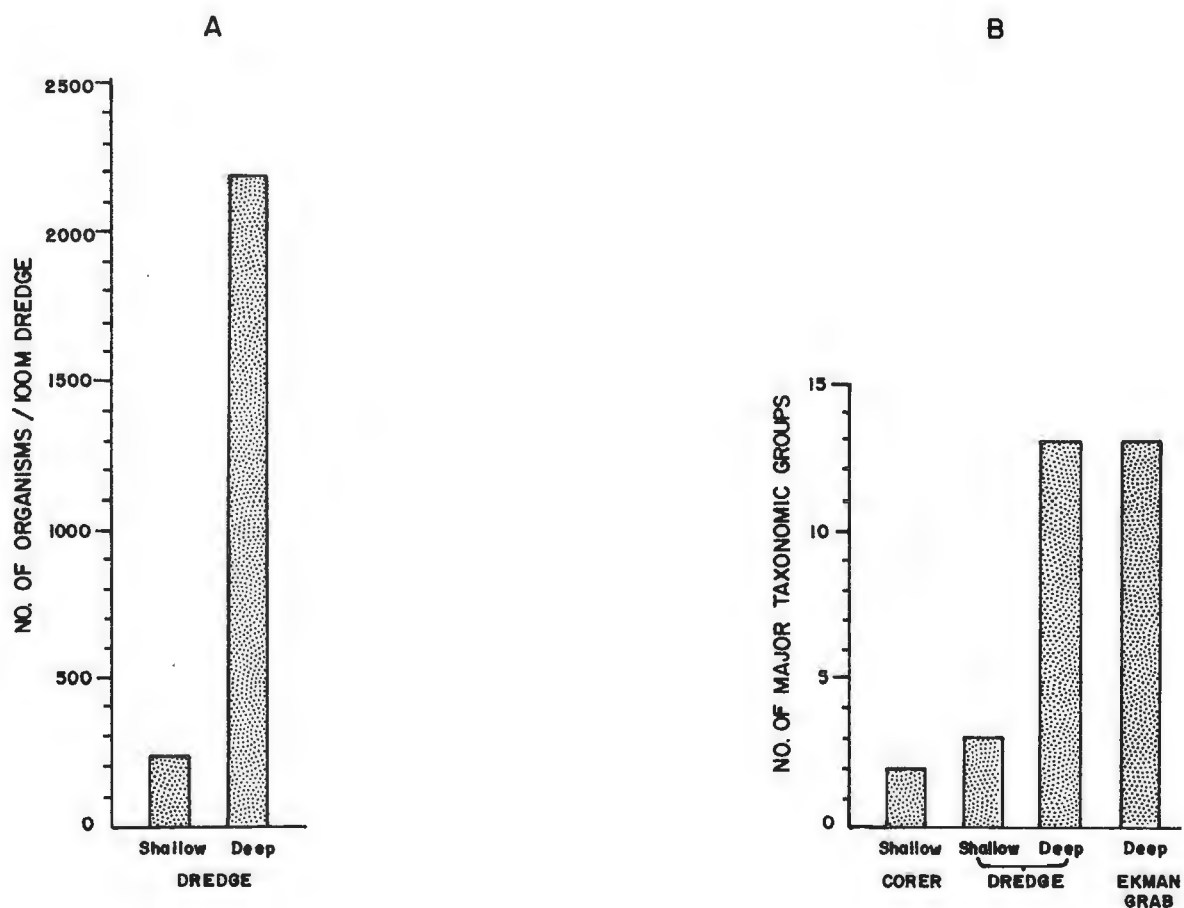 A
NO. OF ORGANISMS / 100M DREDGE
2500
2000
1500
1000
500
0
Shallow Deep
DREDGE
B
NO. OF MAJOR TAXONOMIC GROUPS
15
10
5
0
Shallow Shallow Deep Deep
CORER DREDGE EKMAN
GRAB